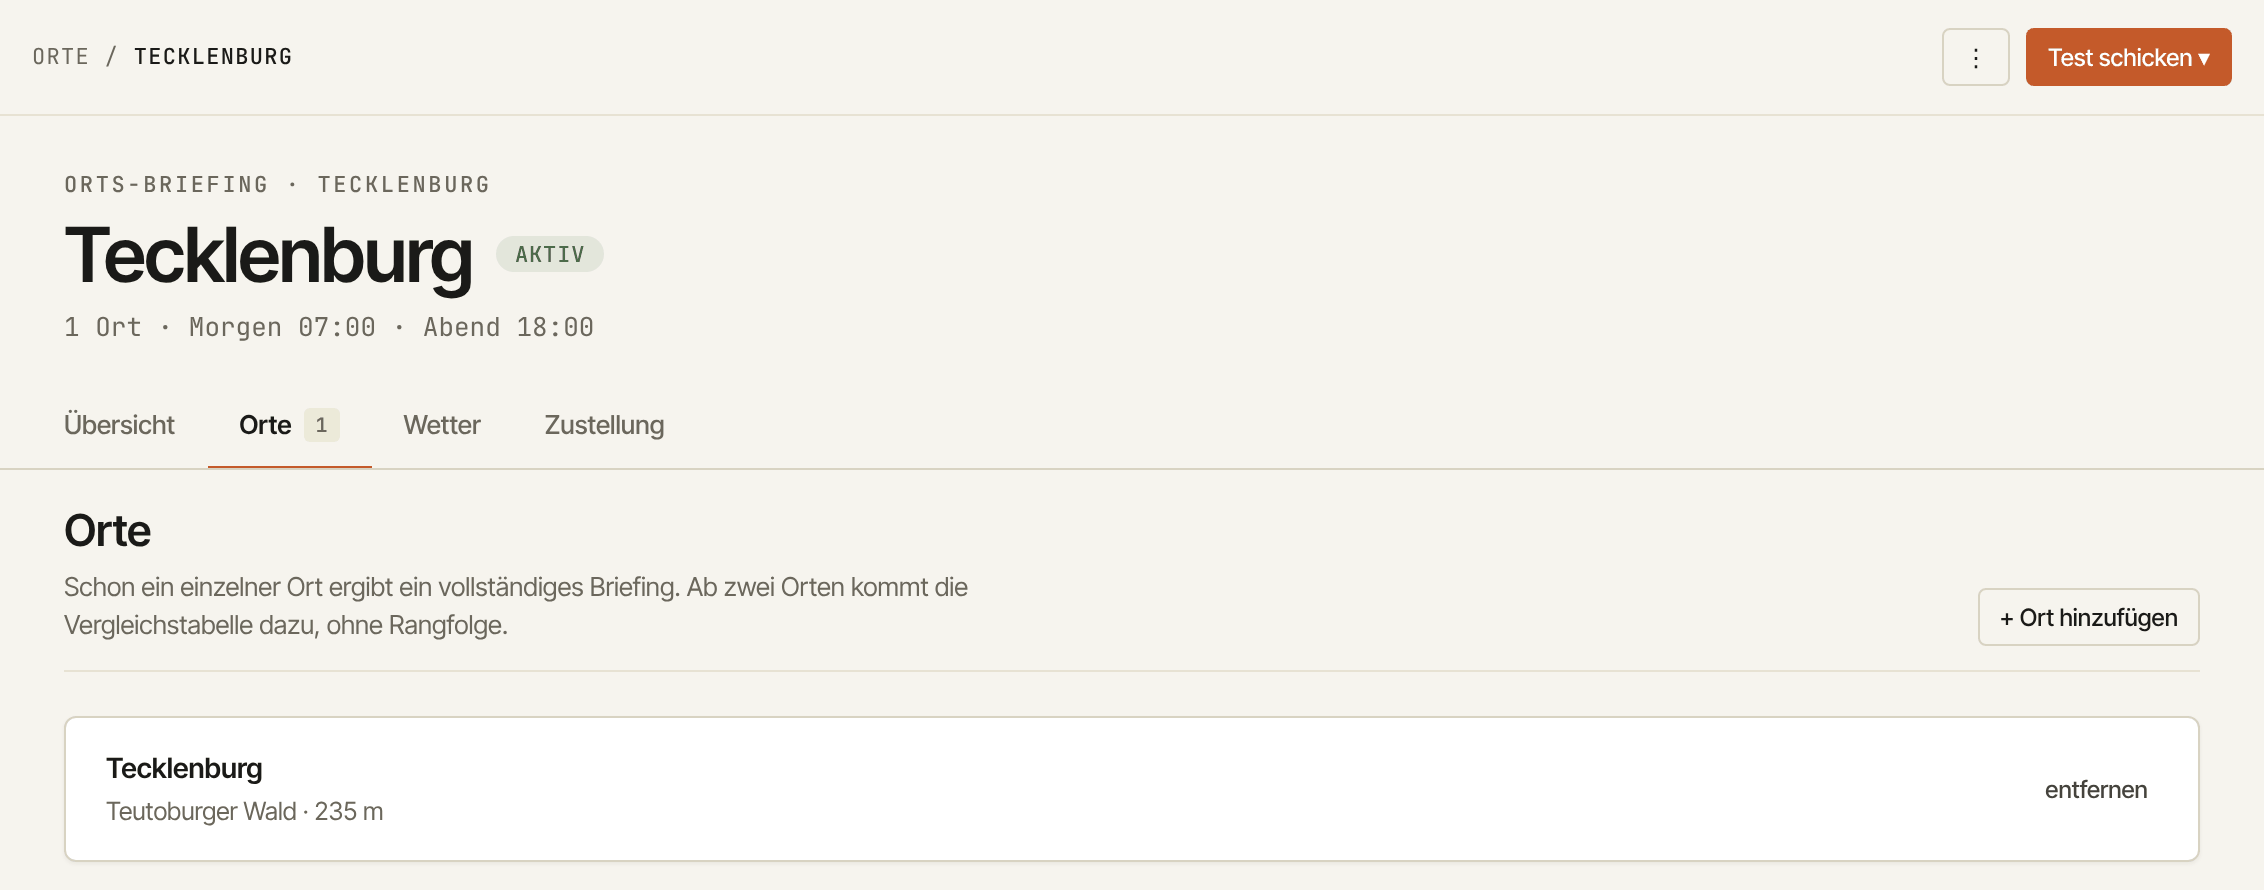 ORTE / TECKLENBURG
⋮
Test schicken ▾
ORTS-BRIEFING · TECKLENBURG
Tecklenburg
AKTIV
1 Ort · Morgen 07:00 · Abend 18:00
Übersicht
Orte 1
Wetter
Zustellung
Orte
Schon ein einzelner Ort ergibt ein vollständiges Briefing. Ab zwei Orten kommt die
Vergleichstabelle dazu, ohne Rangfolge.
+ Ort hinzufügen
Tecklenburg
Teutoburger Wald · 235 m
entfernen